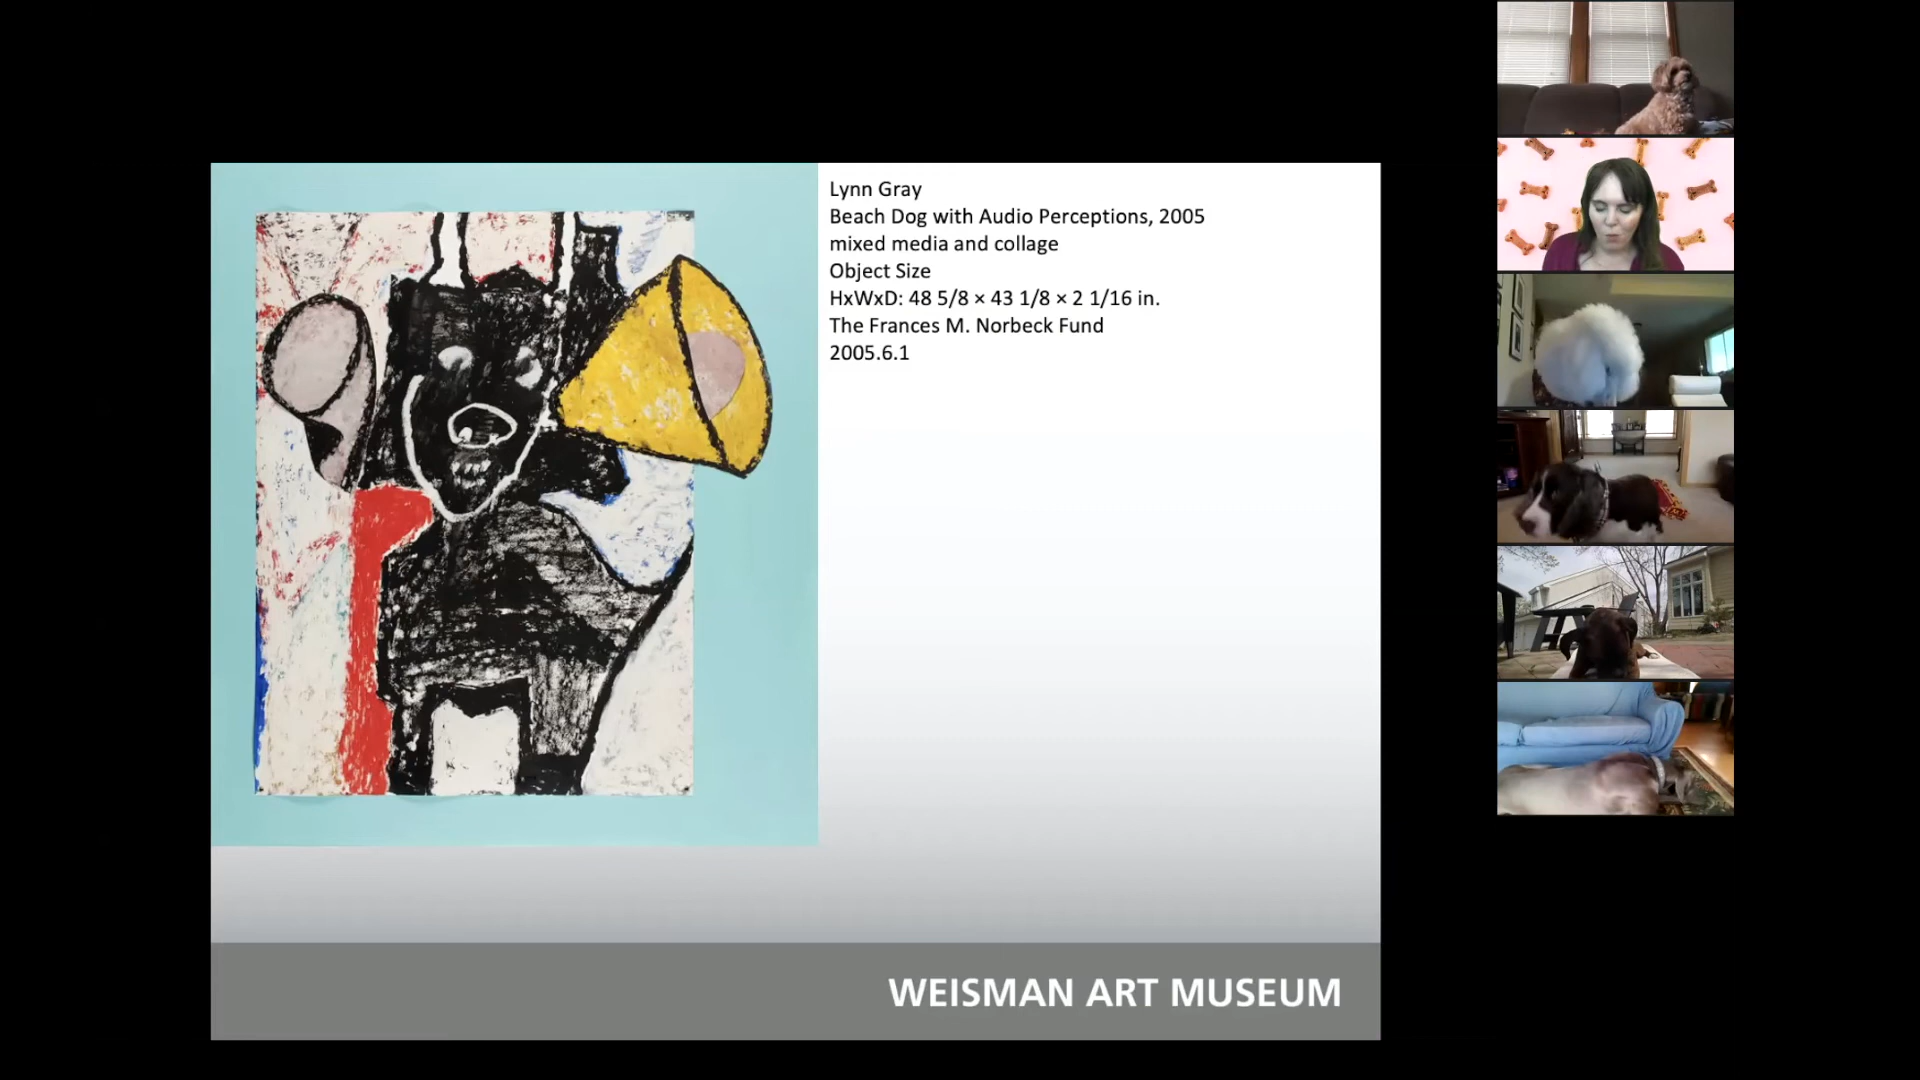 Lynn Gray
Beach Dog with Audio Perceptions, 2005
mixed media and collage
Object Size
HxWxD: 48 5/8 × 43 1/8 × 2 1/16 in.
The Frances M. Norbeck Fund
2005.6.1
WEISMAN ART MUSEUM